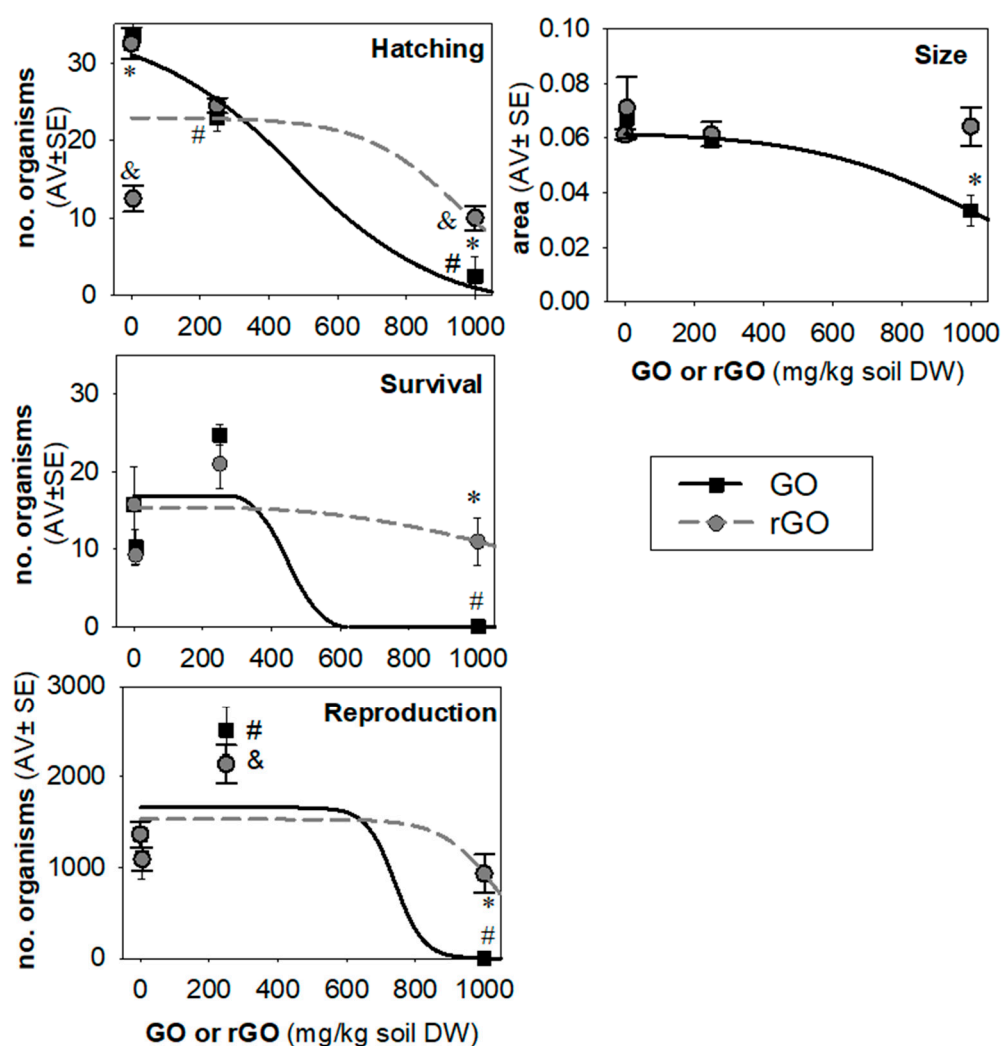 Hatching
no. organisms
(AV±SE)
30
20
10
0
*
&
#
&
*
#
0 200 400 600 800 1000
Size
area (AV± SE)
0.10
0.08
0.06
0.04
0.02
0.00
*
0 200 400 600 800 1000
GO or rGO (mg/kg soil DW)
Survival
no. organisms
(AV±SE)
30
20
10
0
*
#
0 200 400 600 800 1000
GO
rGO
Reproduction
no. organisms (AV± SE)
3000
2000
1000
0
#
&
*
#
0 200 400 600 800 1000
GO or rGO (mg/kg soil DW)